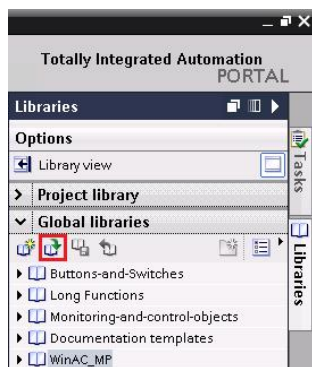 Totally Integrated Automation
PORTAL
Libraries
Options
Library view
Project library
Global libraries
Buttons-and-Switches
Long Functions
Monitoring-and-control-objects
Documentation templates
WinAC_MP
Tasks
Libraries